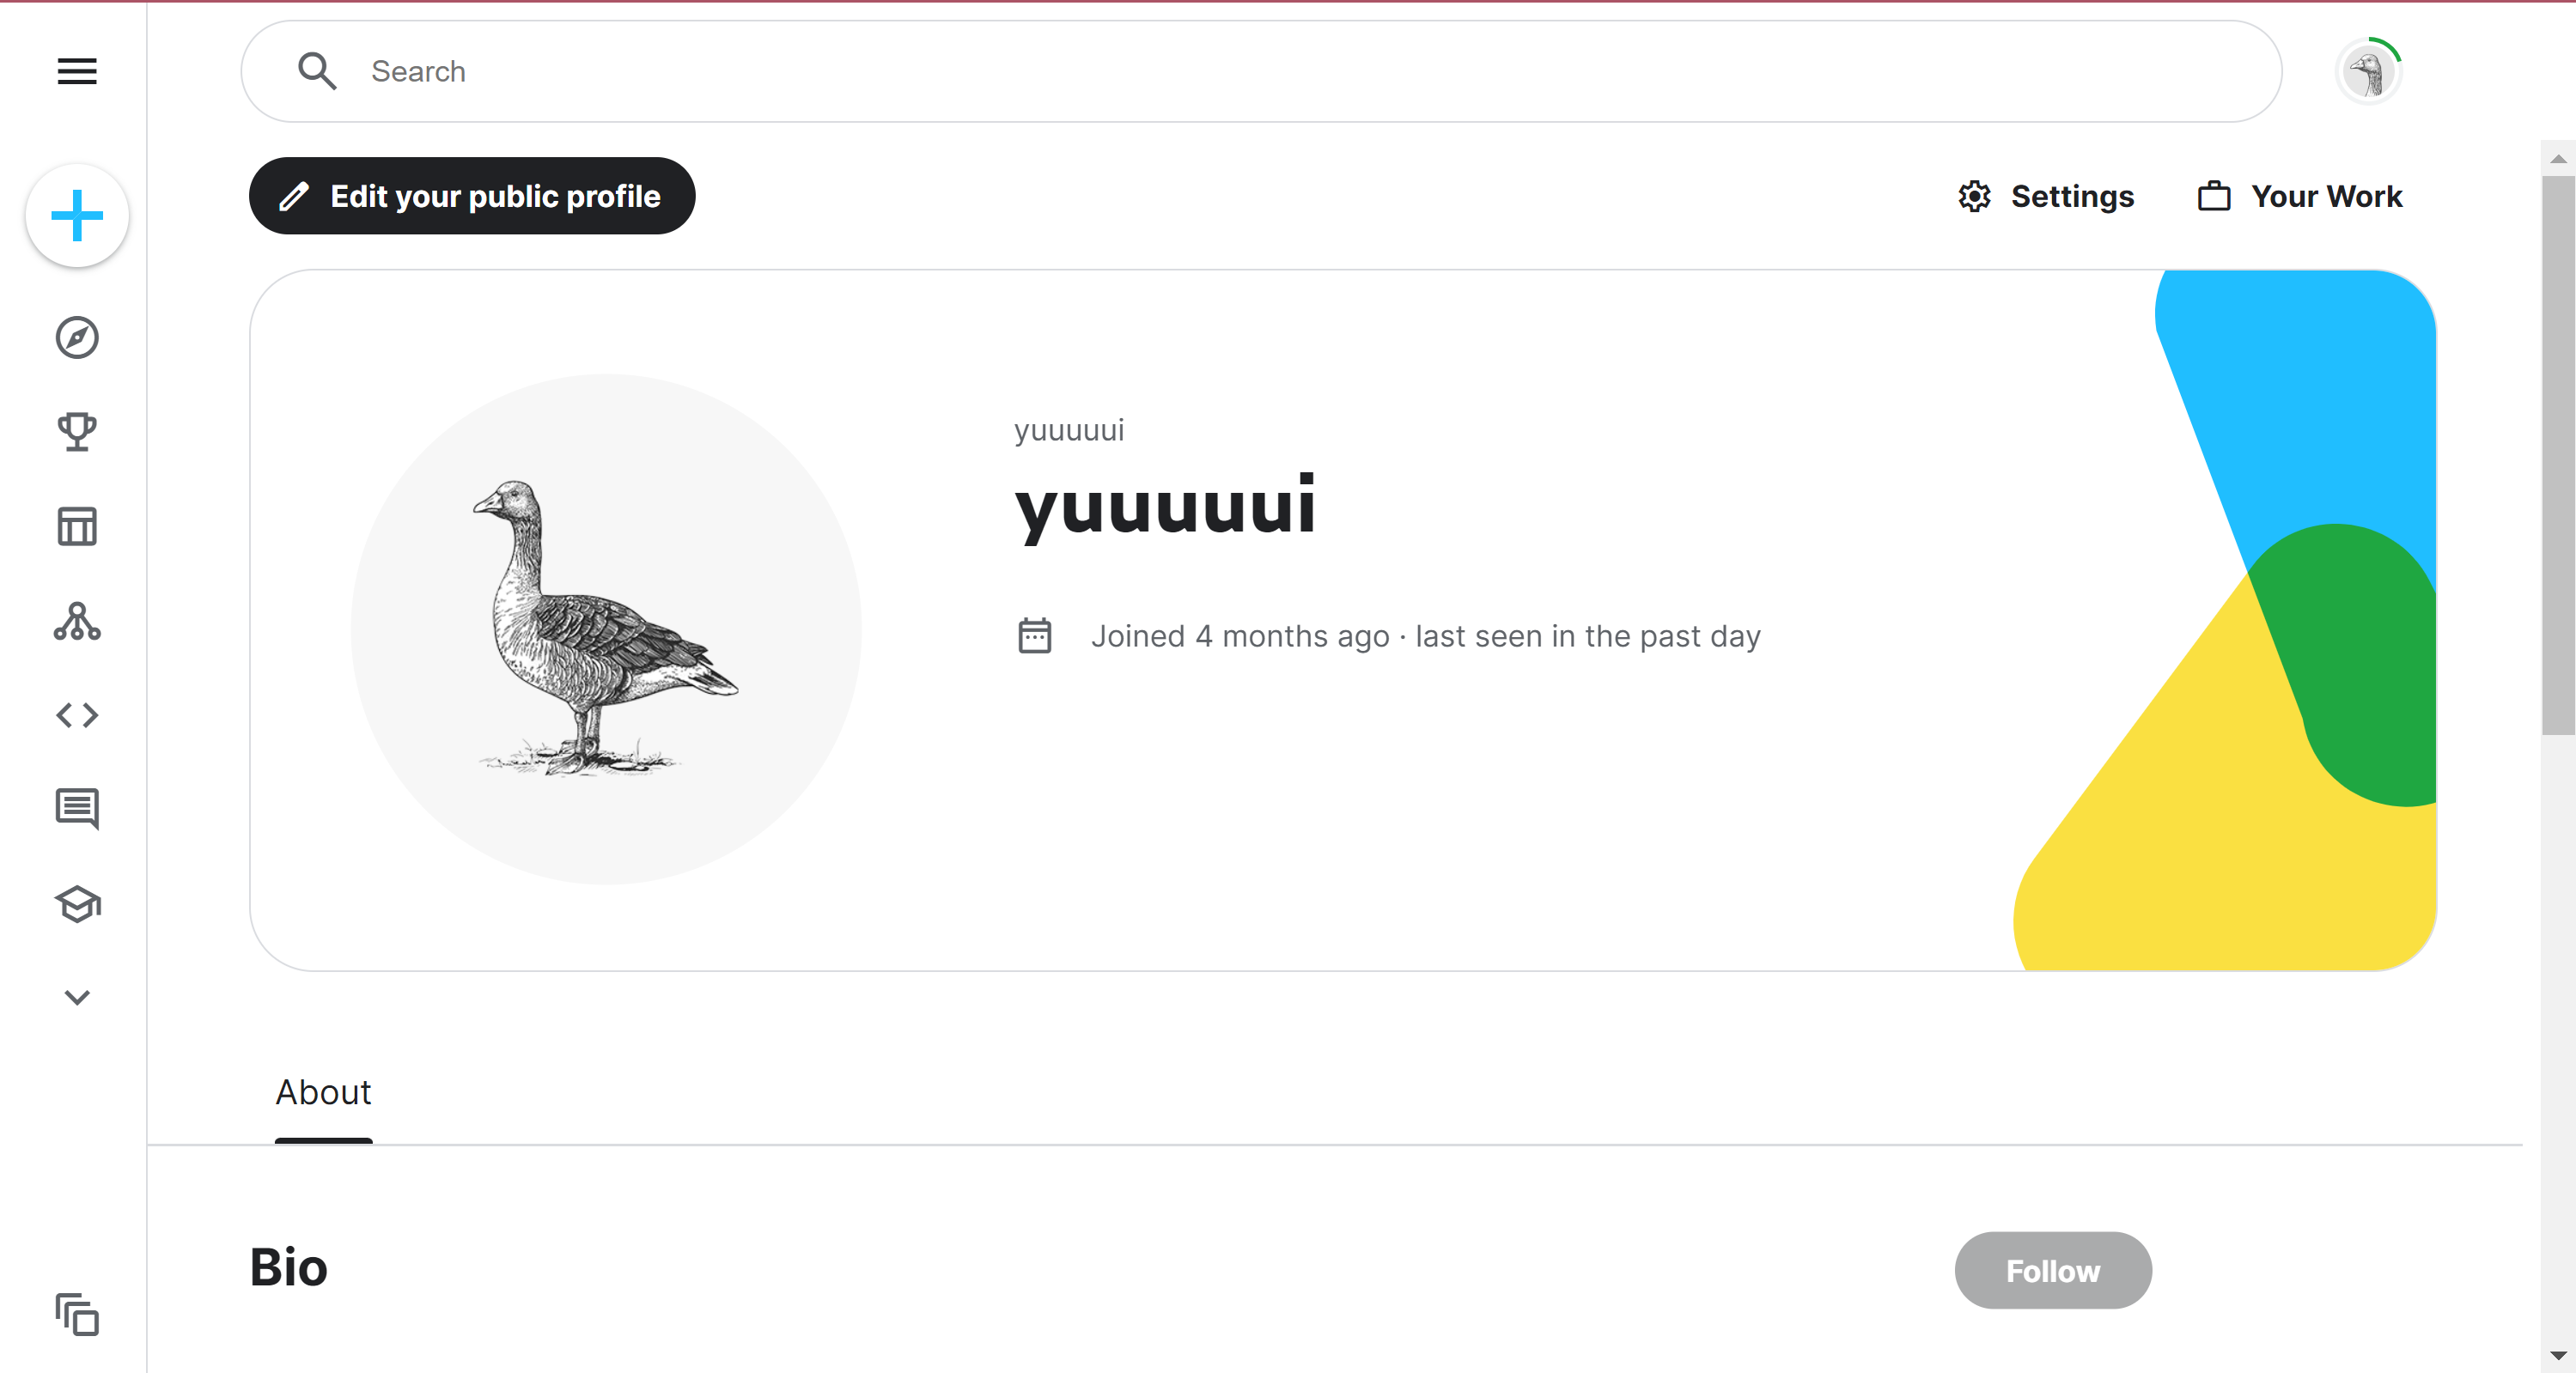 Search
Edit your public profile
Settings
Your Work
yuuuuui
yuuuuui
Joined 4 months ago · last seen in the past day
About
Bio
Follow